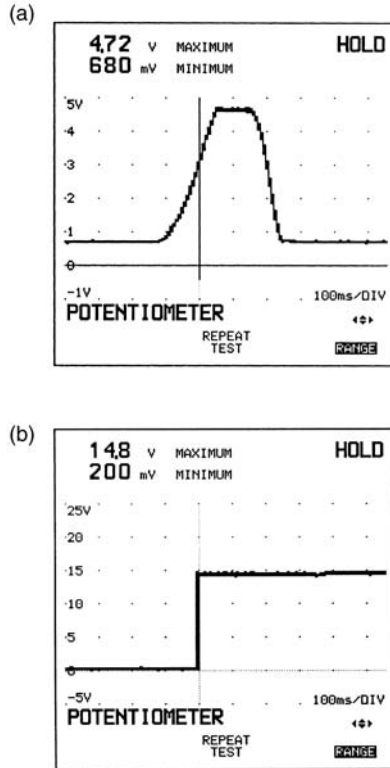 (a)
4.72 V MAXIMUM HOLD
680 mV MINIMUM
5V
4
3
2
1
0
-1V
100ms/DIV
POTENTIOMETER
REPEAT
TEST
RANGE
(b)
14.8 V MAXIMUM HOLD
200 mV MINIMUM
25V
20
15
10
5
0
-5V
100ms/DIV
POTENTIOMETER
REPEAT
TEST
RANGE